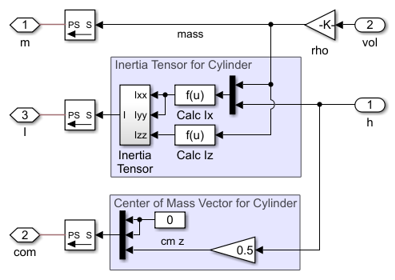 1
m
PS S
mass
-K-
rho
2
vol
Inertia Tensor for Cylinder
3
I
PS S
Ixx
I Iyy
Izz
Inertia
Tensor
f(u)
Calc Ix
f(u)
Calc Iz
1
h
Center of Mass Vector for Cylinder
2
com
PS S
0
cm z
0.5